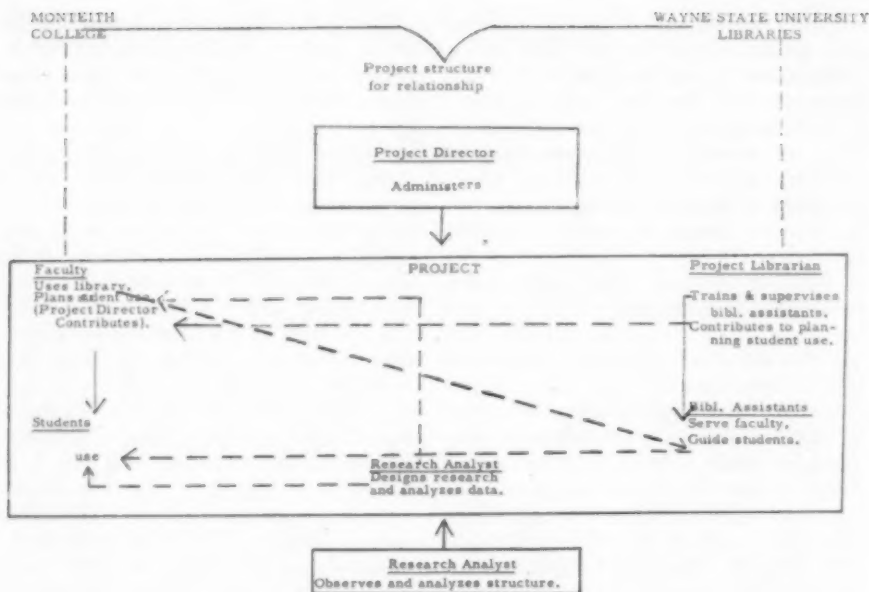 MONTEITH
COLLEGE
WAYNE STATE UNIVERSITY
LIBRARIES
Project structure
for relationship
Project Director
Administers
PROJECT
Faculty
Uses library.
Plans student use
(Project Director
Contributes).
Project Librarian
Trains & supervises
bibl. assistants.
Contributes to plan-
ning student use.
Students
use
Bibl. Assistants
Serve faculty,
Guide students.
Research Analyst
Designs research
and analyses data.
Research Analyst
Observes and analyses structure.